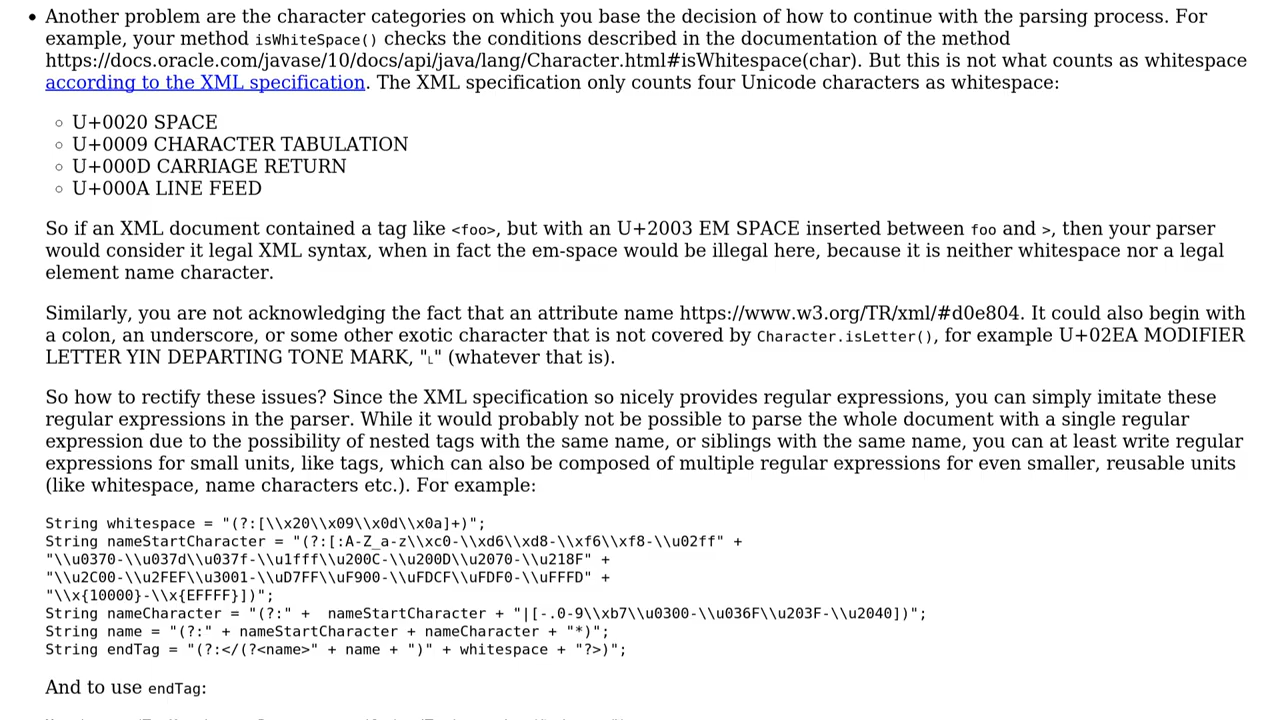 Another problem are the character categories on which you base the decision of how to continue with the parsing process. For
example, your method isWhiteSpace() checks the conditions described in the documentation of the method
https://docs.oracle.com/javase/10/docs/api/java/lang/Character.html#isWhitespace(char). But this is not what counts as whitespace
according to the XML specification. The XML specification only counts four Unicode characters as whitespace:
U+0020 SPACE
U+0009 CHARACTER TABULATION
U+000D CARRIAGE RETURN
U+000A LINE FEED
So if an XML document contained a tag like <foo>, but with an U+2003 EM SPACE inserted between foo and >, then your parser
would consider it legal XML syntax, when in fact the em-space would be illegal here, because it is neither whitespace nor a legal
element name character.
Similarly, you are not acknowledging the fact that an attribute name https://www.w3.org/TR/xml/#d0e804. It could also begin with
a colon, an underscore, or some other exotic character that is not covered by Character.isLetter(), for example U+02EA MODIFIER
LETTER YIN DEPARTING TONE MARK, "˪" (whatever that is).
So how to rectify these issues? Since the XML specification so nicely provides regular expressions, you can simply imitate these
regular expressions in the parser. While it would probably not be possible to parse the whole document with a single regular
expression due to the possibility of nested tags with the same name, or siblings with the same name, you can at least write regular
expressions for small units, like tags, which can also be composed of multiple regular expressions for even smaller, reusable units
(like whitespace, name characters etc.). For example:
String whitespace = "(?:[\\x20\\x09\\x0d\\x0a]+)";
String nameStartCharacter = "(?:[:A-Z_a-z\\xc0-\\xd6\\xd8-\\xf6\\xf8-\\u02ff" +
"\\u0370-\\u037d\\u037f-\\u1fff\\u200C-\\u200D\\u2070-\\u218F" +
"\\u2C00-\\u2FEF\\u3001-\\uD7FF\\uF900-\\uFDCF\\uFDF0-\\uFFFD" +
"\\x{10000}-\\x{EFFFF}])";
String nameCharacter = "(?:" +  nameStartCharacter + "|[-.0-9\\xb7\\u0300-\\u036F\\u203F-\\u2040])";
String name = "(?:" + nameStartCharacter + nameCharacter + "*)";
String endTag = "(?:</(?<name>" + name + ")" + whitespace + "?>)";
And to use endTag: